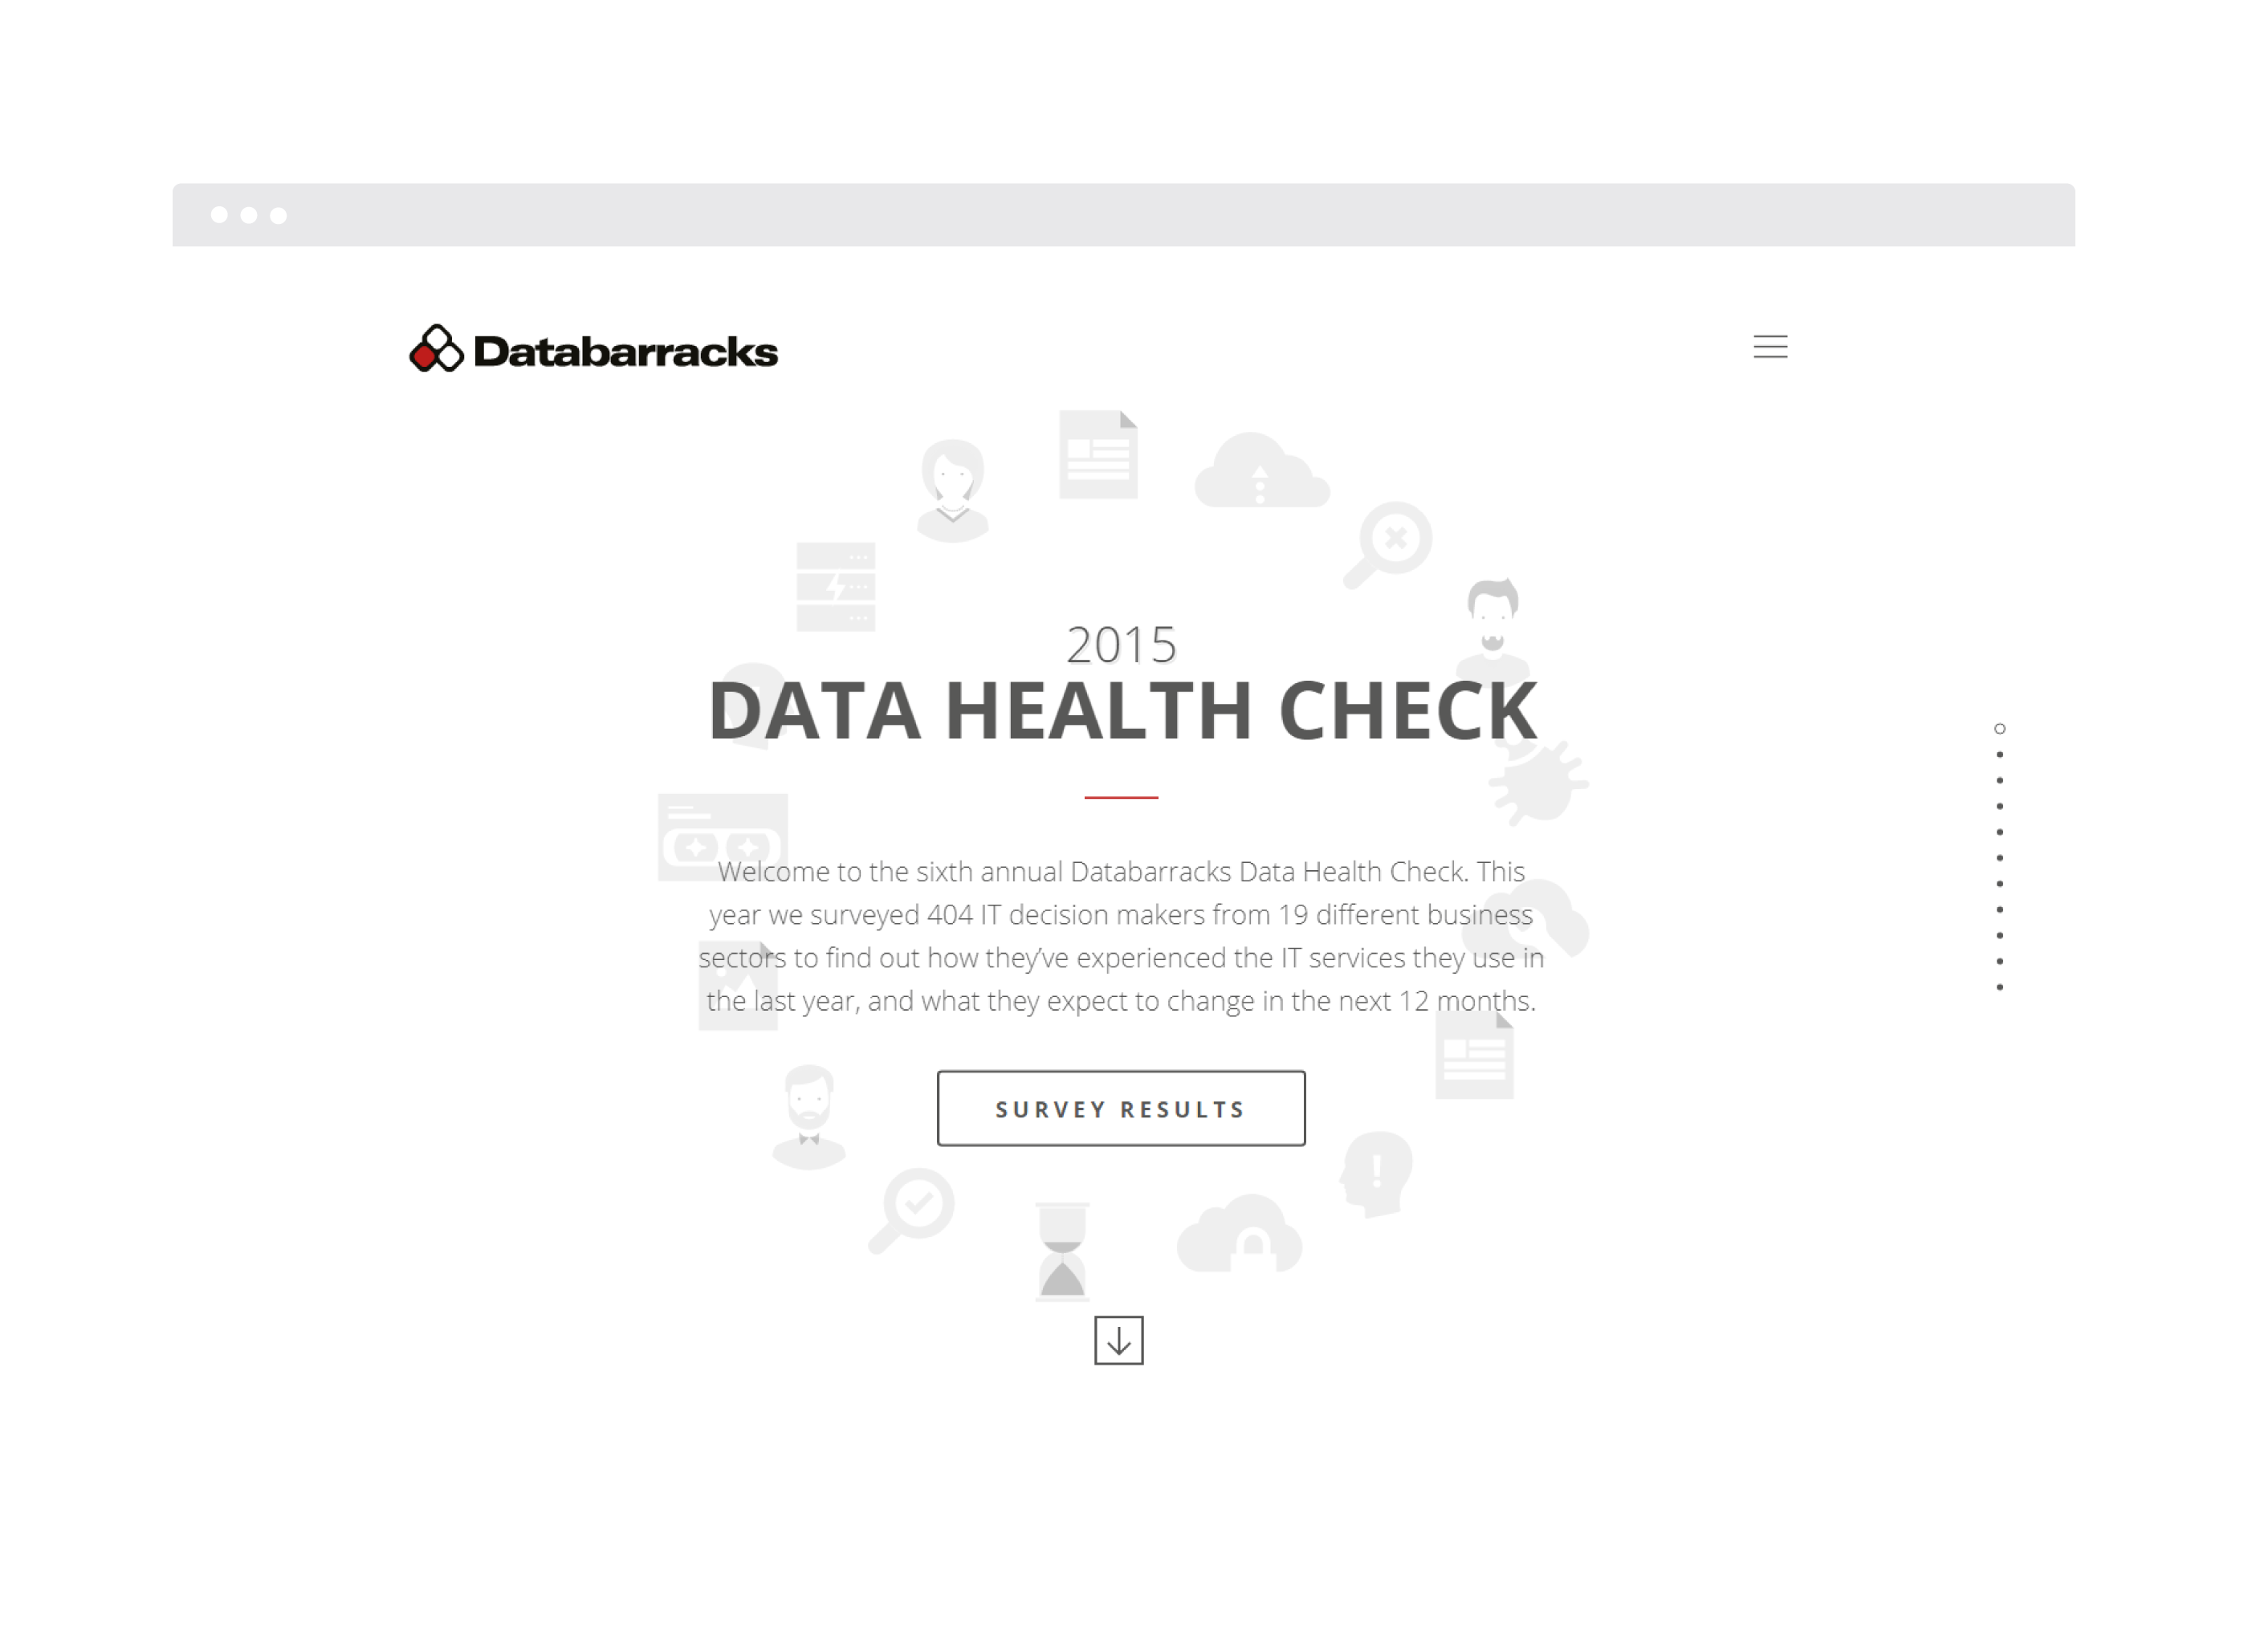 Databarracks
2015
DATA HEALTH CHECK
Welcome to the sixth annual Databarracks Data Health Check. This
year we surveyed 404 IT decision makers from 19 different business
sectors to find out how they’ve experienced the IT services they use in
the last year, and what they expect to change in the next 12 months.
SURVEY RESULTS